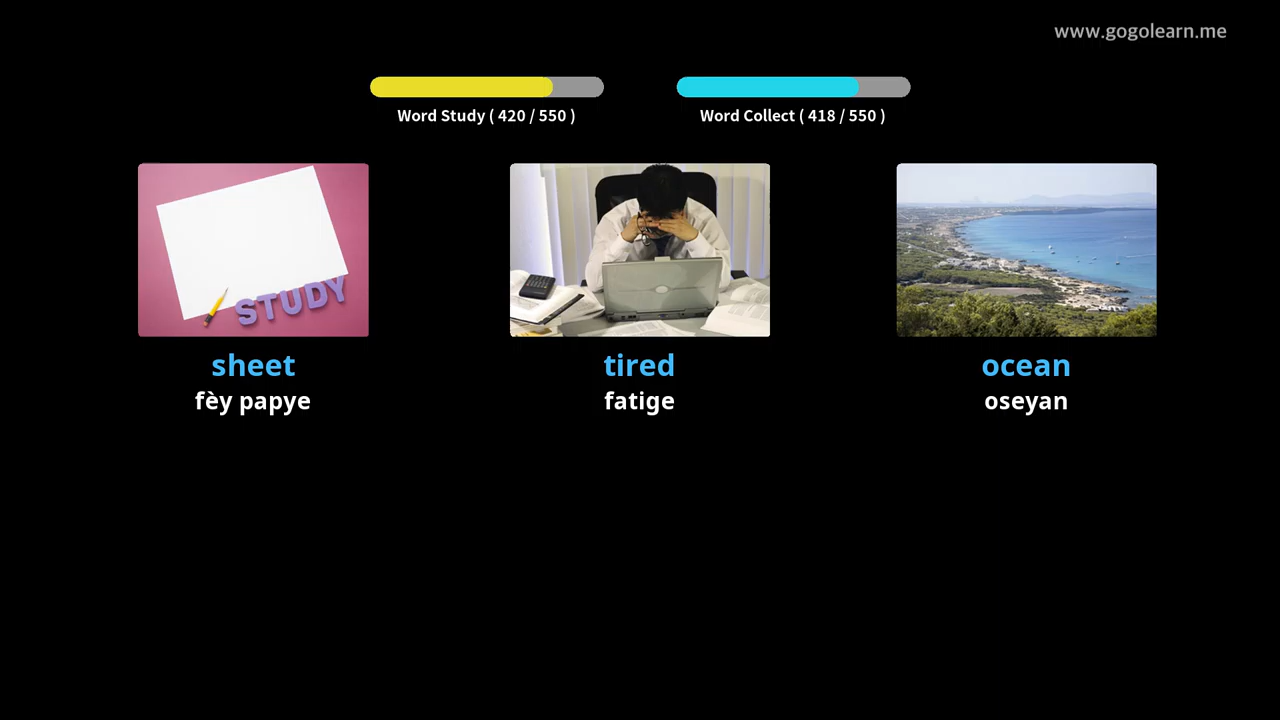 www.gogolearn.me
Word Study ( 420 / 550 )
Word Collect ( 418 / 550 )
STUDY
sheet
fèy papye
tired
fatige
ocean
oseyan